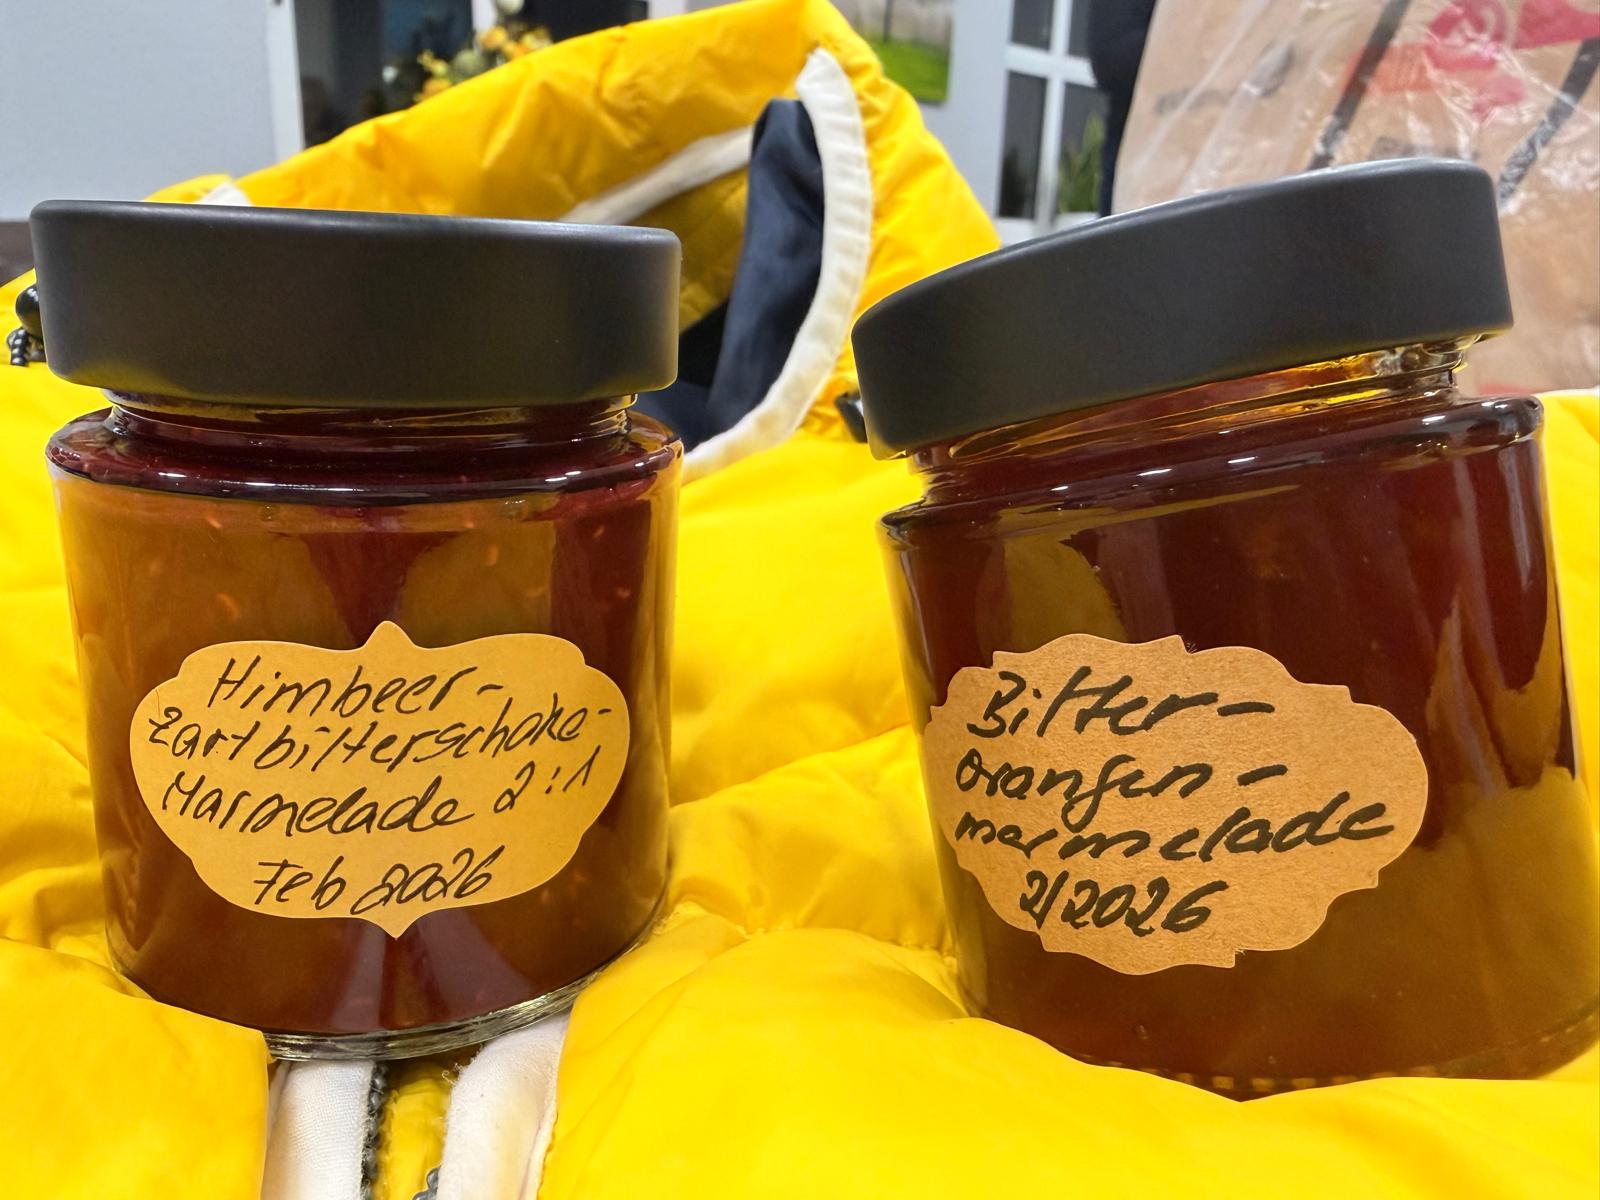 Himbeer-
Zartbitterschoko-
Marmelade 2:1
Feb 2026
Bitter-
orangen-
marmelade
2/2026